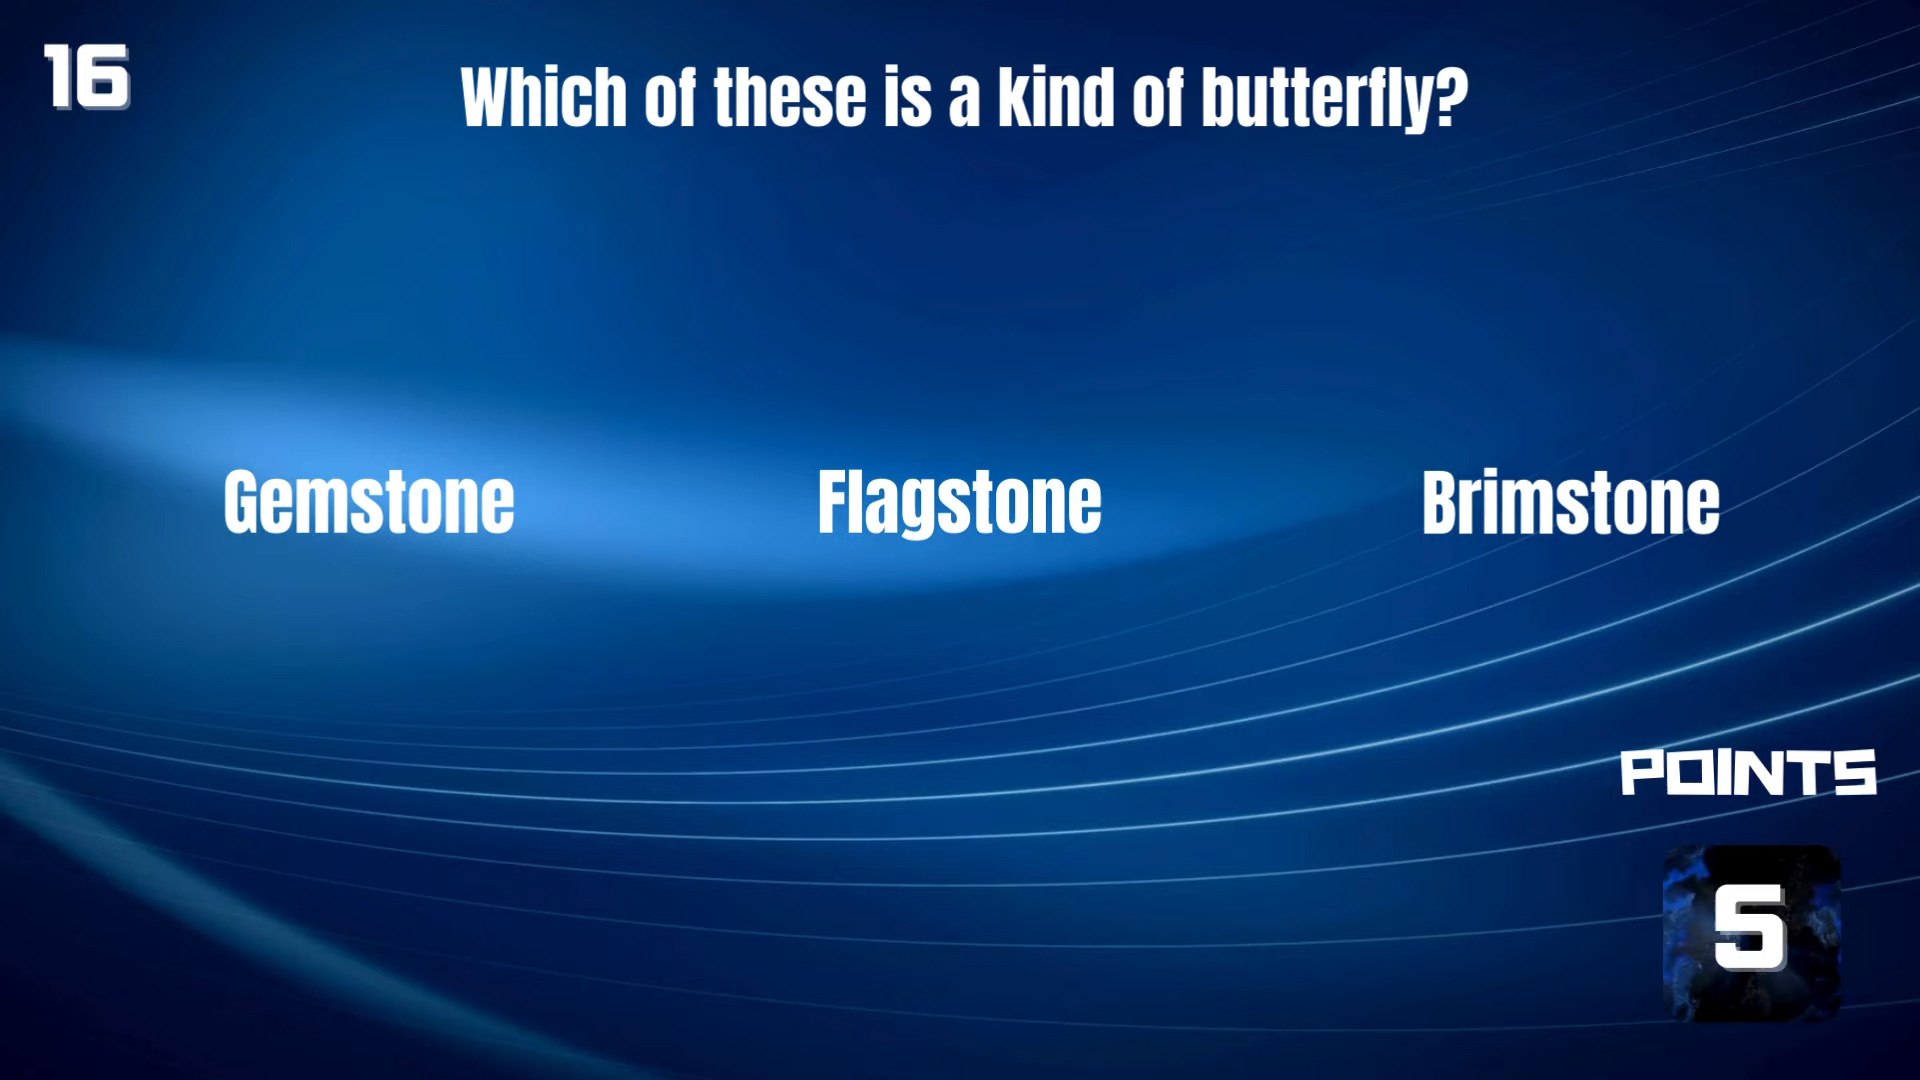 16
Which of these is a kind of butterfly?
Gemstone
Flagstone
Brimstone
POINTS
5